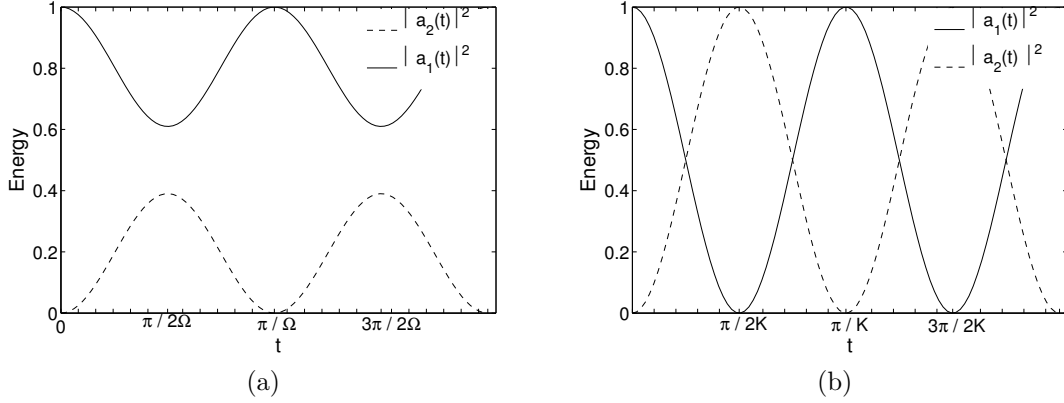 1
0.8
0.6
0.4
0.2
0
Energy
| a₂(t) |²
| a₁(t) |²
0
π / 2Ω
π / Ω
3π / 2Ω
t
(a)
1
0.8
0.6
0.4
0.2
0
Energy
| a₁(t) |²
| a₂(t) |²
π / 2K
π / K
3π / 2K
t
(b)